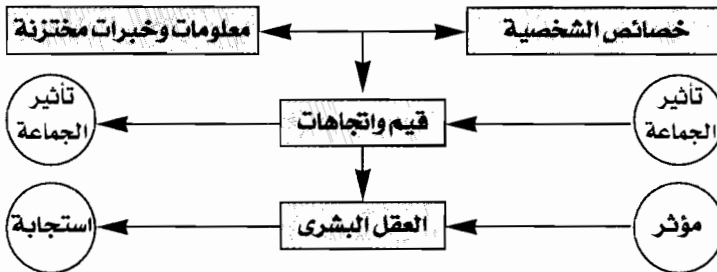 خصائص الشخصية
معلومات وخبرات مختزنة
تأثير
الجماعة
قيم واتجاهات
تأثير
الجماعة
مؤثر
العقل البشرى
استجابة